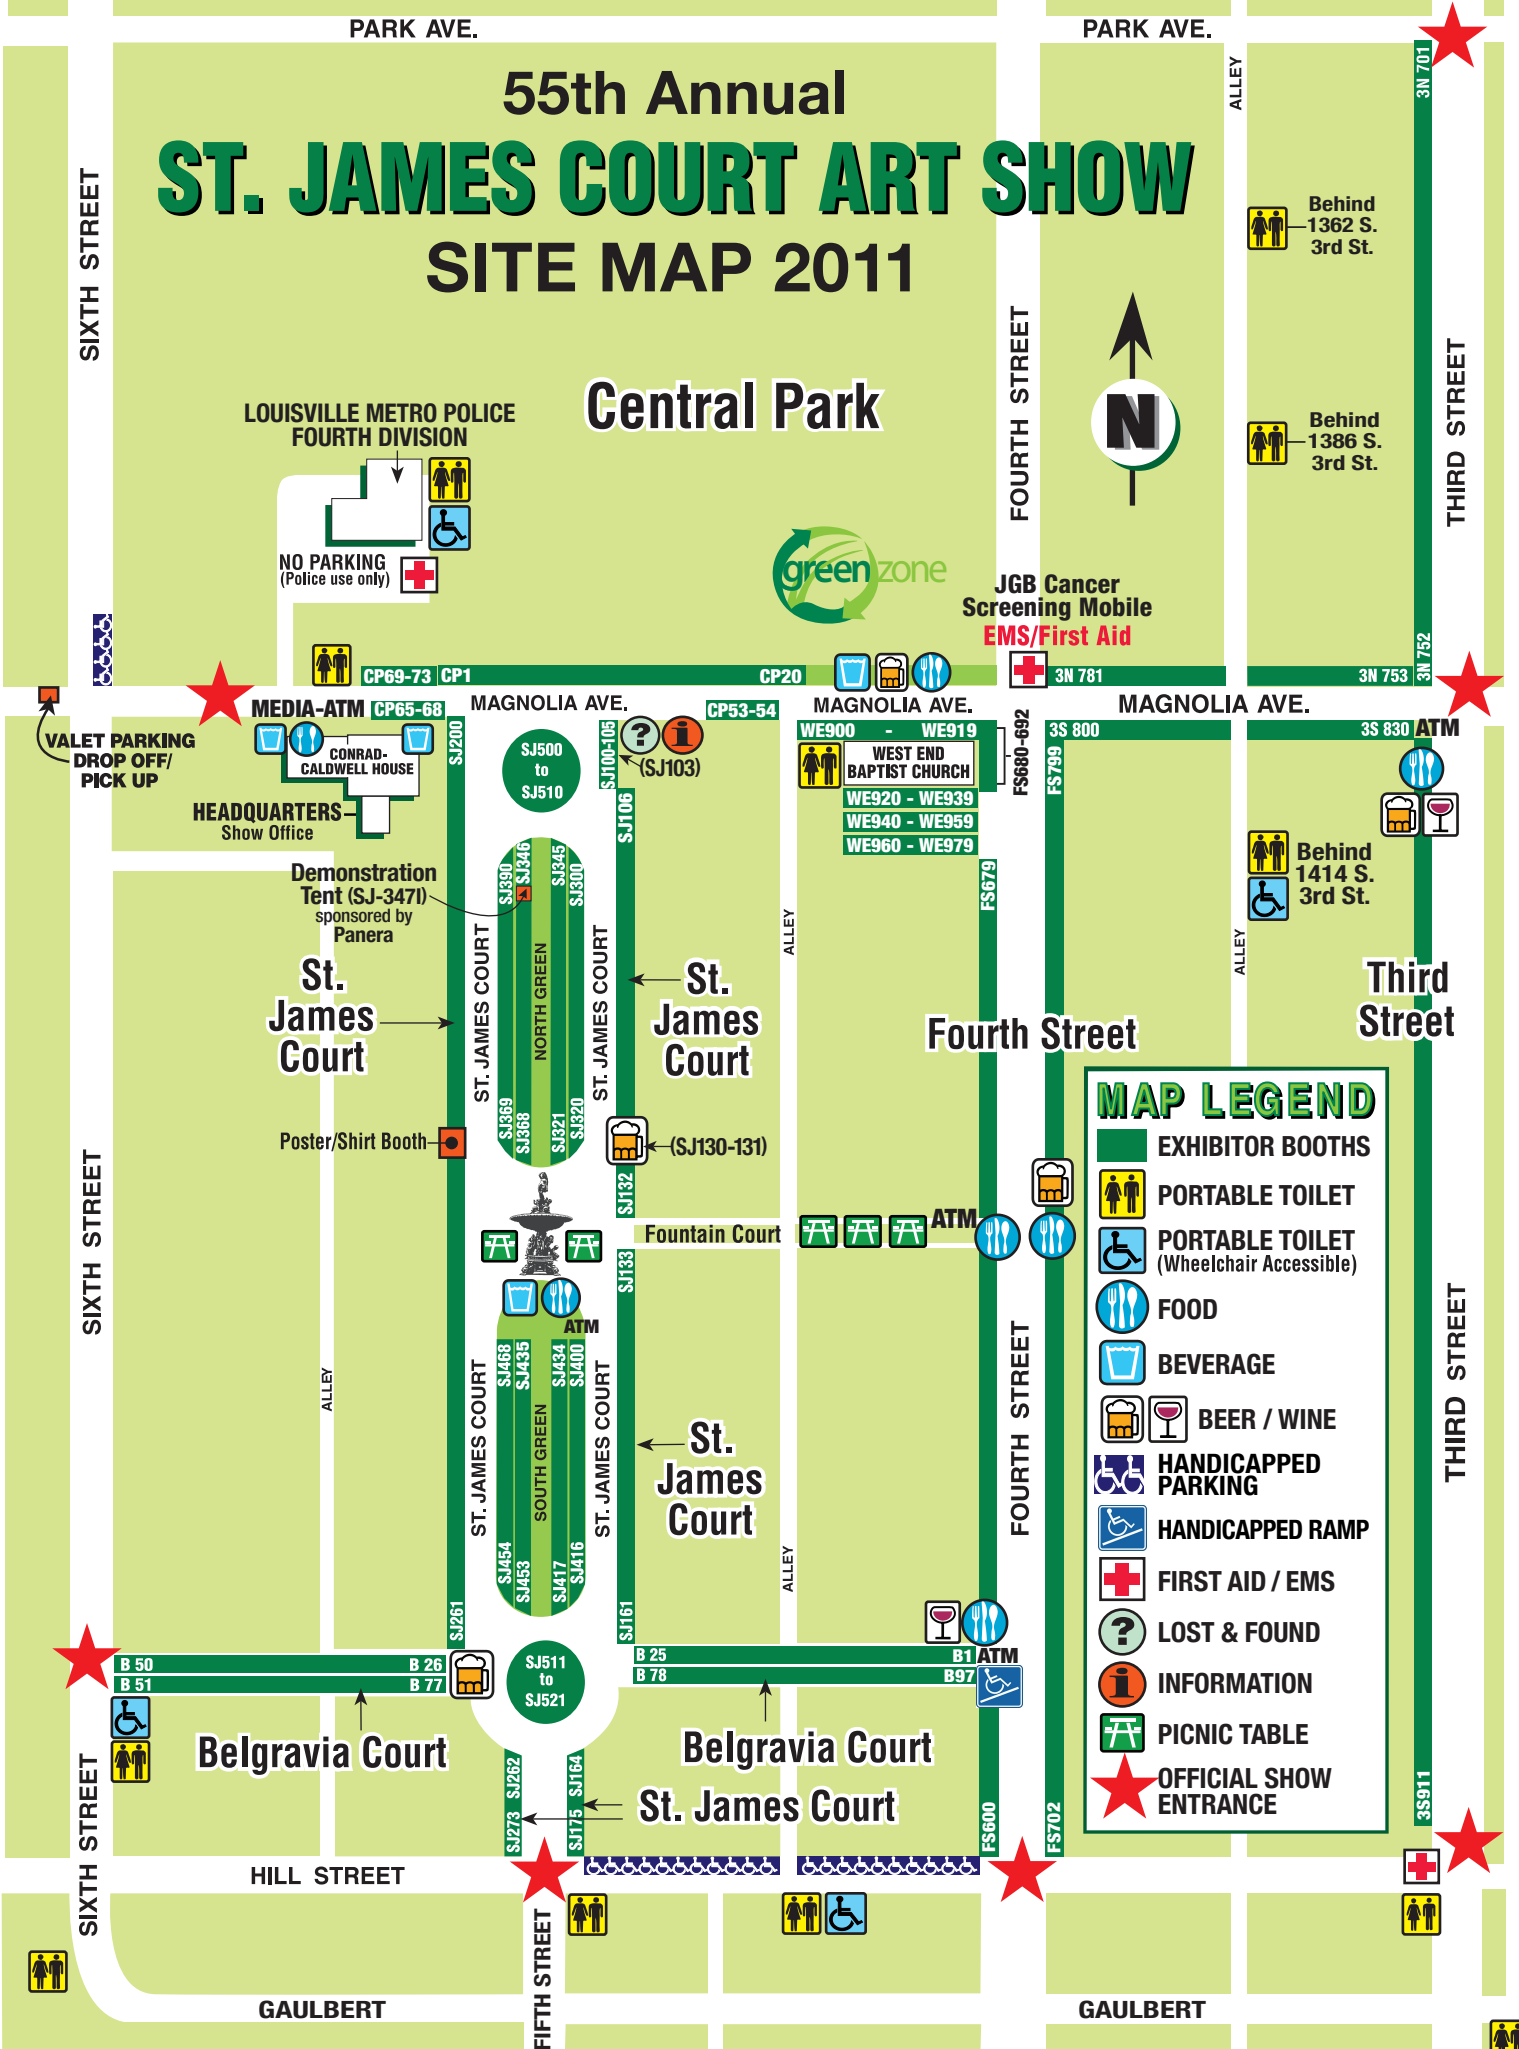 PARK AVE.
PARK AVE.
55th Annual
ST. JAMES COURT ART SHOW
SITE MAP 2011
ALLEY
3N 701
SIXTH STREET
Behind
1362 S.
3rd St.
FOURTH STREET
THIRD STREET
N
Central Park
LOUISVILLE METRO POLICE
FOURTH DIVISION
Behind
1386 S.
3rd St.
NO PARKING
(Police use only)
greenzone
JGB Cancer
Screening Mobile
EMS/First Aid
CP69-73
CP1
CP20
3N 781
3N 753
3N 752
MAGNOLIA AVE.
MAGNOLIA AVE.
MAGNOLIA AVE.
MEDIA-ATM
CP65-68
CP53-54
VALET PARKING
DROP OFF/
PICK UP
CONRAD-
CALDWELL HOUSE
HEADQUARTERS
Show Office
SJ200
SJ500
to
SJ510
SJ100-105
?
i
(SJ103)
SJ106
WE900 - WE919
WEST END
BAPTIST CHURCH
WE920 - WE939
WE940 - WE959
WE960 - WE979
FS680-692
3S 800
3S 830
ATM
FS799
FS679
Behind
1414 S.
3rd St.
Demonstration
Tent (SJ-347I)
sponsored by
Panera
SJ390
SJ346
SJ345
SJ300
NORTH GREEN
ST. JAMES COURT
ST. JAMES COURT
ALLEY
ALLEY
St.
James
Court
St.
James
Court
Fourth Street
Third
Street
SJ369
SJ368
SJ321
SJ320
Poster/Shirt Booth
(SJ130-131)
SJ132
Fountain Court
ATM
SJ133
SIXTH STREET
ATM
SJ468
SJ435
SJ434
SJ400
ALLEY
ST. JAMES COURT
SOUTH GREEN
ST. JAMES COURT
St.
James
Court
FOURTH STREET
THIRD STREET
SJ454
SJ453
SJ417
SJ416
ALLEY
SJ261
SJ161
MAP LEGEND
EXHIBITOR BOOTHS
PORTABLE TOILET
PORTABLE TOILET
(Wheelchair Accessible)
FOOD
BEVERAGE
BEER / WINE
HANDICAPPED
PARKING
HANDICAPPED RAMP
FIRST AID / EMS
?
LOST & FOUND
i
INFORMATION
PICNIC TABLE
OFFICIAL SHOW
ENTRANCE
B 50
B 26
B 51
B 77
SJ511
to
SJ521
B 25
B1
B 78
B97
ATM
Belgravia Court
Belgravia Court
SJ262
SJ164
SJ273
SJ175
St. James Court
FS600
FS702
3S911
SIXTH STREET
HILL STREET
FIFTH STREET
GAULBERT
GAULBERT